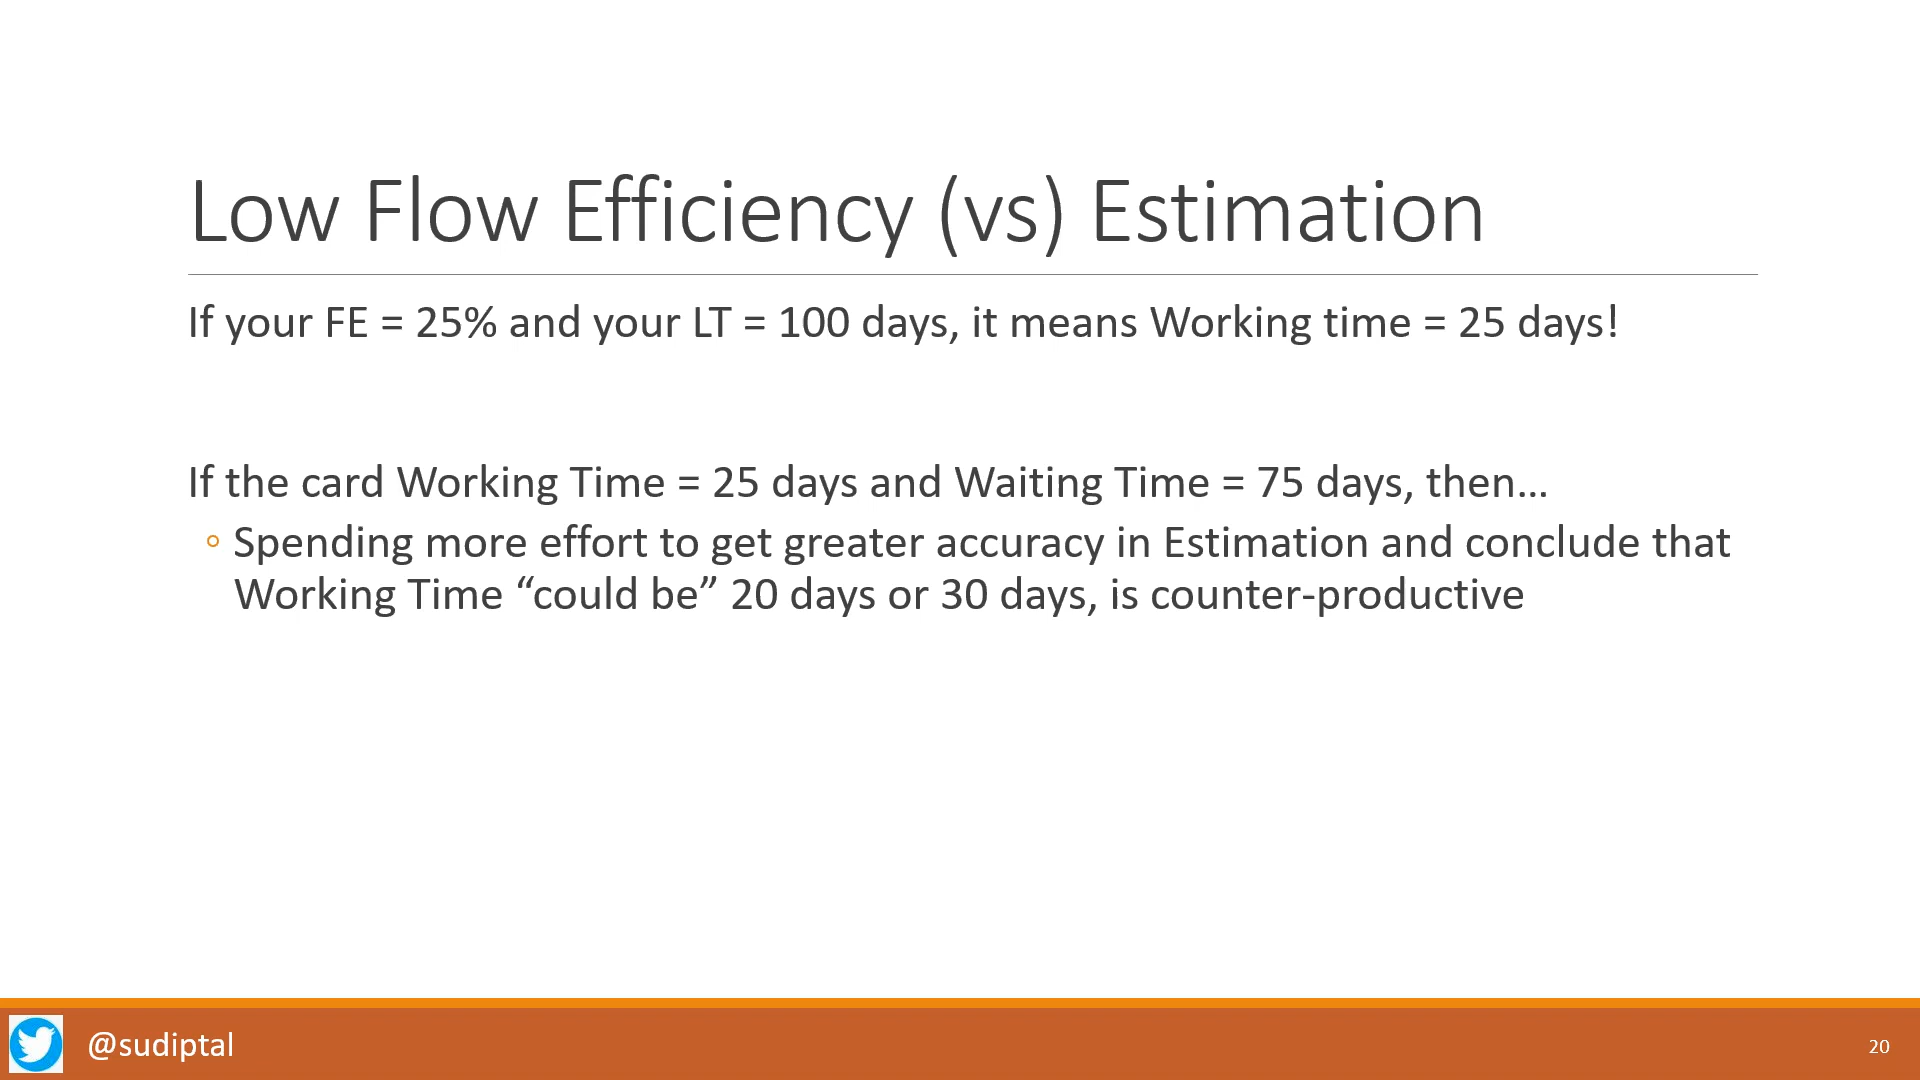 Low Flow Efficiency (vs) Estimation
If your FE = 25% and your LT = 100 days, it means Working time = 25 days!
If the card Working Time = 25 days and Waiting Time = 75 days, then…
◦ Spending more effort to get greater accuracy in Estimation and conclude that
Working Time “could be” 20 days or 30 days, is counter-productive
@sudiptal
20